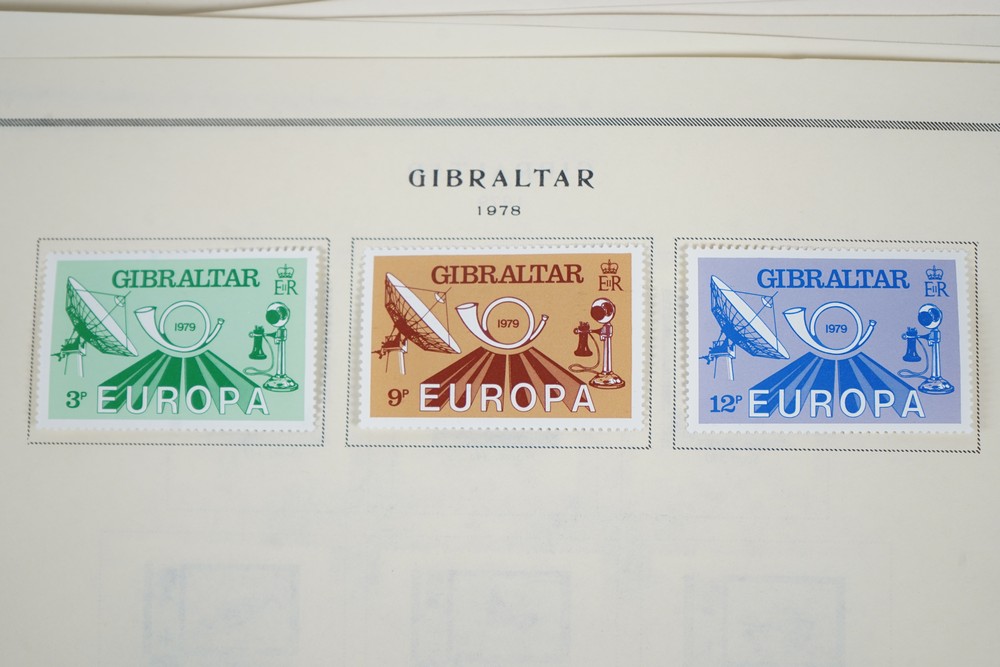 GIBRALTAR
1978
GIBRALTAR
EIIR
1979
3P
EUROPA
GIBRALTAR
EIIR
1979
9P
EUROPA
GIBRALTAR
EIIR
1979
12P
EUROPA